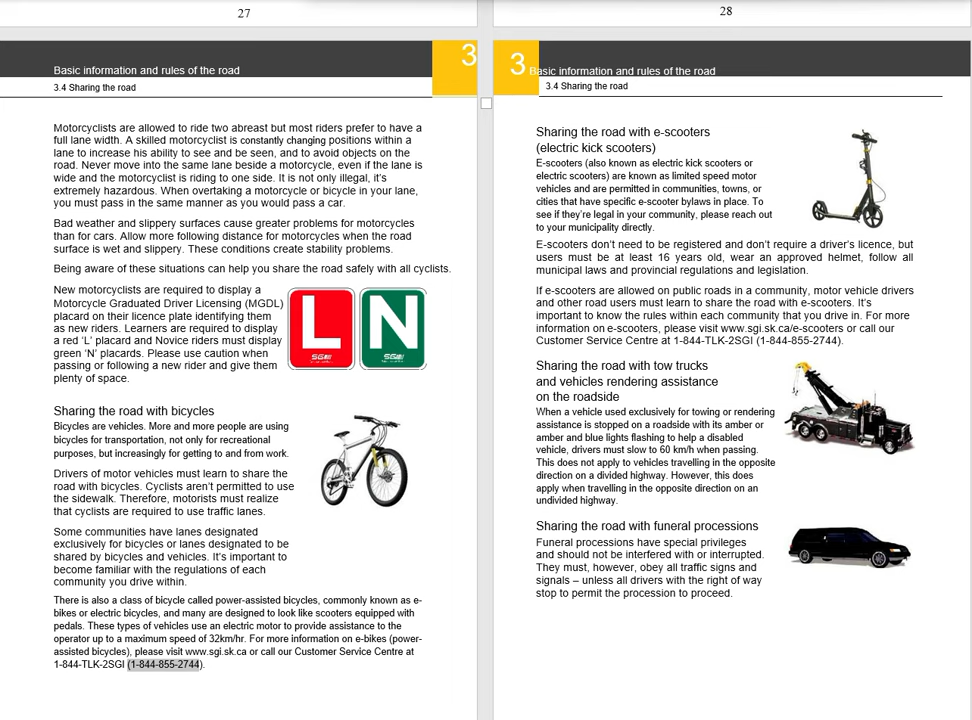 27
3
Basic information and rules of the road
3.4 Sharing the road
Motorcyclists are allowed to ride two abreast but most riders prefer to have a
full lane width. A skilled motorcyclist is constantly changing positions within a
lane to increase his ability to see and be seen, and to avoid objects on the
road. Never move into the same lane beside a motorcycle, even if the lane is
wide and the motorcyclist is riding to one side. It is not only illegal, it's
extremely hazardous. When overtaking a motorcycle or bicycle in your lane,
you must pass in the same manner as you would pass a car.
Bad weather and slippery surfaces cause greater problems for motorcycles
than for cars. Allow more following distance for motorcycles when the road
surface is wet and slippery. These conditions create stability problems.
Being aware of these situations can help you share the road safely with all cyclists.
New motorcyclists are required to display a
Motorcycle Graduated Driver Licensing (MGDL)
placard on their licence plate identifying them
as new riders. Learners are required to display
a red 'L' placard and Novice riders must display
green 'N' placards. Please use caution when
passing or following a new rider and give them
plenty of space.
L
SGI
N
SGI
Sharing the road with bicycles
Bicycles are vehicles. More and more people are using
bicycles for transportation, not only for recreational
purposes, but increasingly for getting to and from work.
Drivers of motor vehicles must learn to share the
road with bicycles. Cyclists aren't permitted to use
the sidewalk. Therefore, motorists must realize
that cyclists are required to use traffic lanes.
Some communities have lanes designated
exclusively for bicycles or lanes designated to be
shared by bicycles and vehicles. It's important to
become familiar with the regulations of each
community you drive within.
There is also a class of bicycle called power-assisted bicycles, commonly known as e-
bikes or electric bicycles, and many are designed to look like scooters equipped with
pedals. These types of vehicles use an electric motor to provide assistance to the
operator up to a maximum speed of 32km/hr. For more information on e-bikes (power-
assisted bicycles), please visit www.sgi.sk.ca or call our Customer Service Centre at
1-844-TLK-2SGI (1-844-855-2744).
28
3
Basic information and rules of the road
3.4 Sharing the road
Sharing the road with e-scooters
(electric kick scooters)
E-scooters (also known as electric kick scooters or
electric scooters) are known as limited speed motor
vehicles and are permitted in communities, towns, or
cities that have specific e-scooter bylaws in place. To
see if they're legal in your community, please reach out
to your municipality directly.
E-scooters don't need to be registered and don't require a driver's licence, but
users must be at least 16 years old, wear an approved helmet, follow all
municipal laws and provincial regulations and legislation.
If e-scooters are allowed on public roads in a community, motor vehicle drivers
and other road users must learn to share the road with e-scooters. It's
important to know the rules within each community that you drive in. For more
information on e-scooters, please visit www.sgi.sk.ca/e-scooters or call our
Customer Service Centre at 1-844-TLK-2SGI (1-844-855-2744).
Sharing the road with tow trucks
and vehicles rendering assistance
on the roadside
When a vehicle used exclusively for towing or rendering
assistance is stopped on a roadside with its amber or
amber and blue lights flashing to help a disabled
vehicle, drivers must slow to 60 km/h when passing.
This does not apply to vehicles travelling in the opposite
direction on a divided highway. However, this does
apply when travelling in the opposite direction on an
undivided highway.
Sharing the road with funeral processions
Funeral processions have special privileges
and should not be interfered with or interrupted.
They must, however, obey all traffic signs and
signals – unless all drivers with the right of way
stop to permit the procession to proceed.